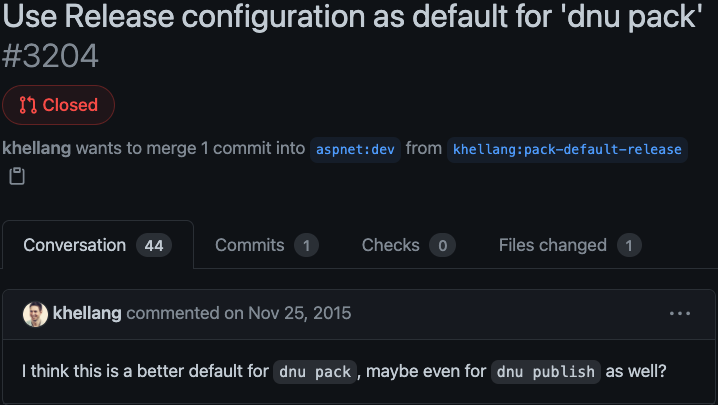 Use Release configuration as default for 'dnu pack'
#3204
Closed
khellang wants to merge 1 commit into aspnet:dev from khellang:pack-default-release
Conversation 44 Commits 1 Checks 0 Files changed 1
khellang commented on Nov 25, 2015
I think this is a better default for dnu pack, maybe even for dnu publish as well?